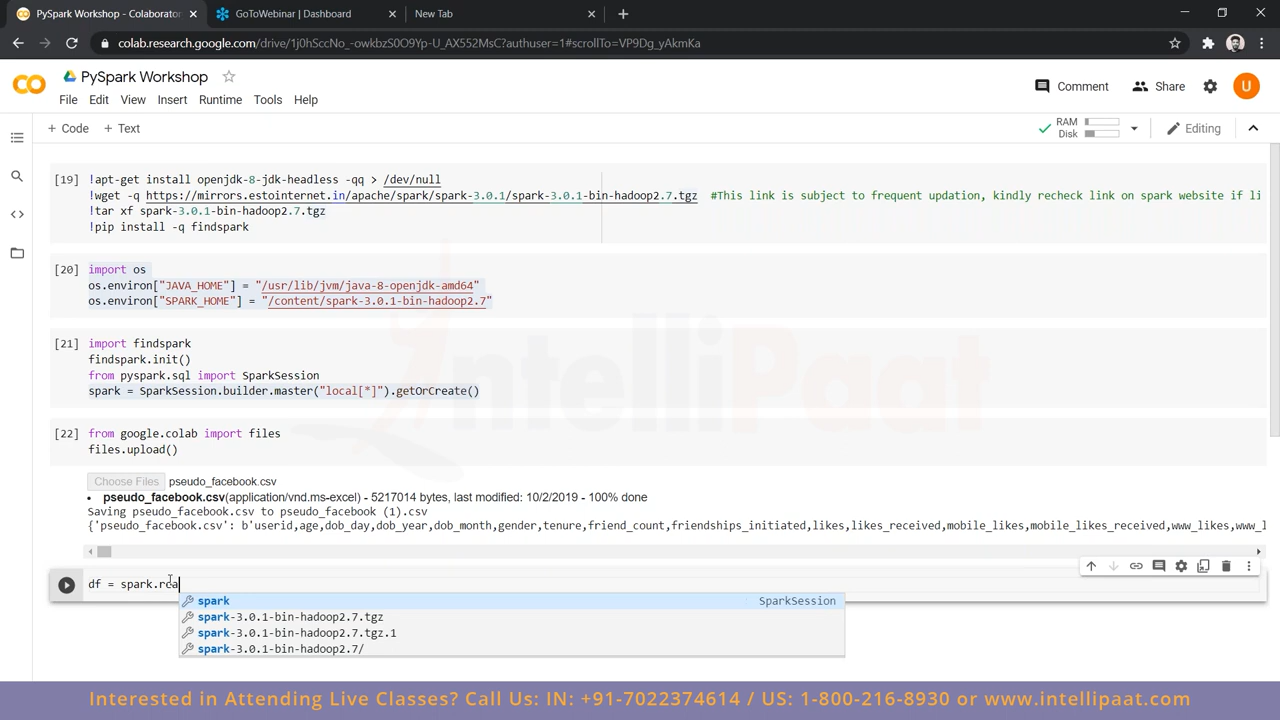 PySpark Workshop - Colaborator
GoToWebinar | Dashboard
New Tab
colab.research.google.com/drive/1j0hSccNo_-owkbzS0O9Yp-U_AX552MsC?authuser=1#scrollTo=VP9Dg_yAkmKa
PySpark Workshop
Comment
Share
U
File Edit View Insert Runtime Tools Help
+ Code + Text
RAM
Disk
Editing
[19] !apt-get install openjdk-8-jdk-headless -qq > /dev/null
!wget -q https://mirrors.estointernet.in/apache/spark/spark-3.0.1/spark-3.0.1-bin-hadoop2.7.tgz #This link is subject to frequent updation, kindly recheck link on spark website if li
!tar xf spark-3.0.1-bin-hadoop2.7.tgz
!pip install -q findspark
[20] import os
os.environ["JAVA_HOME"] = "/usr/lib/jvm/java-8-openjdk-amd64"
os.environ["SPARK_HOME"] = "/content/spark-3.0.1-bin-hadoop2.7"
[21] import findspark
findspark.init()
from pyspark.sql import SparkSession
spark = SparkSession.builder.master("local[*]").getOrCreate()
IntelliPaat
[22] from google.colab import files
files.upload()
Choose Files pseudo_facebook.csv
• pseudo_facebook.csv(application/vnd.ms-excel) - 5217014 bytes, last modified: 10/2/2019 - 100% done
Saving pseudo_facebook.csv to pseudo_facebook (1).csv
{'pseudo_facebook.csv': b'userid,age,dob_day,dob_year,dob_month,gender,tenure,friend_count,friendships_initiated,likes,likes_received,mobile_likes,mobile_likes_received,www_likes,www_l
df = spark.rea
spark SparkSession
spark-3.0.1-bin-hadoop2.7.tgz
spark-3.0.1-bin-hadoop2.7.tgz.1
spark-3.0.1-bin-hadoop2.7/
Interested in Attending Live Classes? Call Us: IN: +91-7022374614 / US: 1-800-216-8930 or www.intellipaat.com